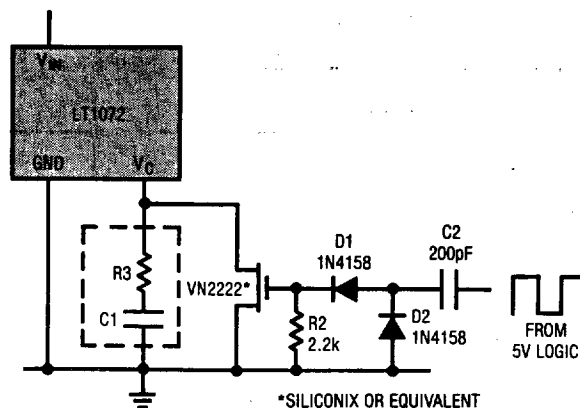 VIN
LT1072
GND
VC
R3
C1
VN2222*
D1
1N4158
R2
2.2k
D2
1N4158
C2
200pF
FROM
5V LOGIC
*SILICONIX OR EQUIVALENT